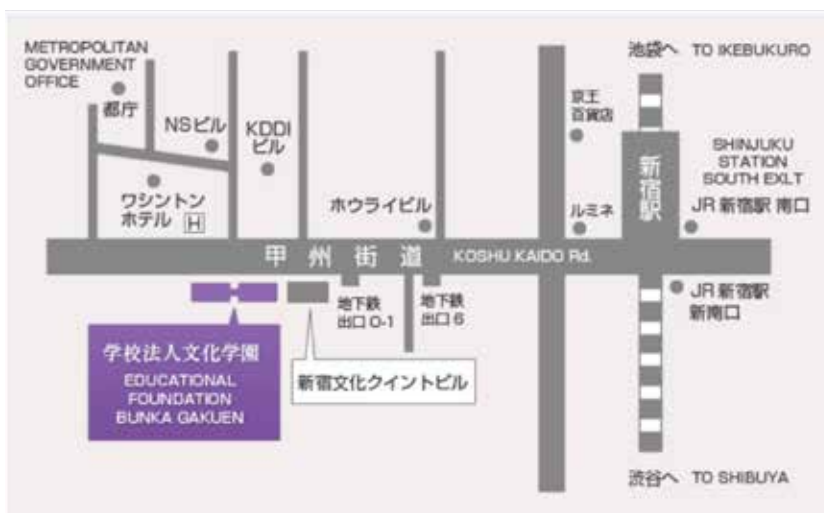 METROPOLITAN
GOVERNMENT
OFFICE
都庁
NSビル
KDDI
ビル
ワシントン
ホテル H
ホウライビル
京王
百貨店
ルミネ
池袋へ TO IKEBUKURO
新宿駅
SHINJUKU
STATION
SOUTH EXLT
JR 新宿駅 南口
甲州街道 KOSHU KAIDO Rd.
地下鉄
出口 O-1
地下鉄
出口 6
JR 新宿駅
新南口
学校法人文化学園
EDUCATIONAL
FOUNDATION
BUNKA GAKUEN
新宿文化クイントビル
渋谷へ TO SHIBUYA